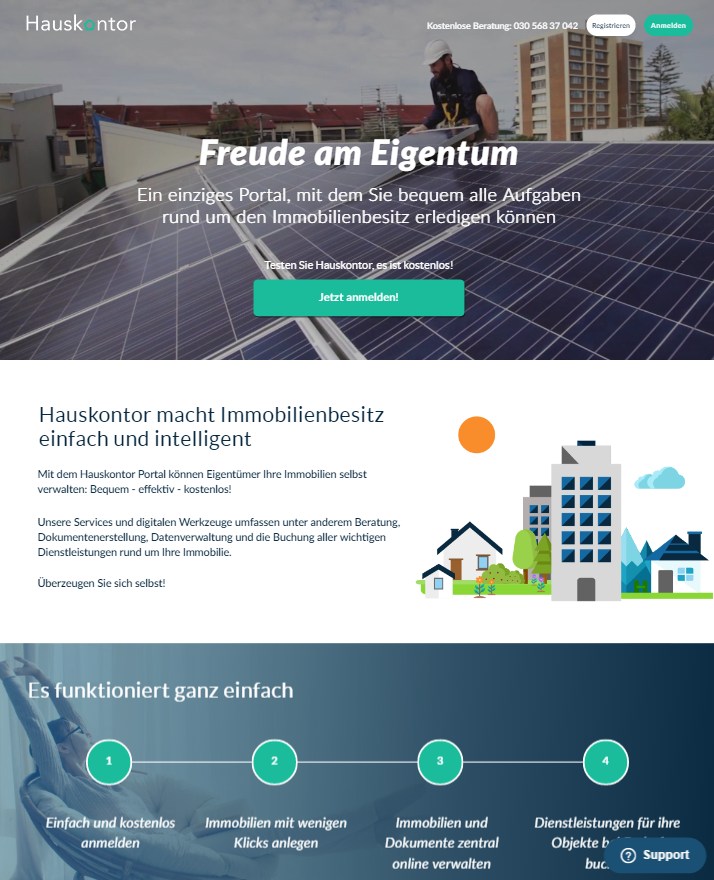 Hauskontor
Kostenlose Beratung: 030 568 37 042
Registrieren
Anmelden
Freude am Eigentum
Ein einziges Portal, mit dem Sie bequem alle Aufgaben
rund um den Immobilienbesitz erledigen können
Testen Sie Hauskontor, es ist kostenlos!
Jetzt anmelden!
Hauskontor macht Immobilienbesitz
einfach und intelligent
Mit dem Hauskontor Portal können Eigentümer Ihre Immobilien selbst
verwalten: Bequem - effektiv - kostenlos!
Unsere Services und digitalen Werkzeuge umfassen unter anderem Beratung,
Dokumentenerstellung, Datenverwaltung und die Buchung aller wichtigen
Dienstleistungen rund um Ihre Immobilie.
Überzeugen Sie sich selbst!
Es funktioniert ganz einfach
1
2
3
4
Einfach und kostenlos
anmelden
Immobilien mit wenigen
Klicks anlegen
Immobilien und
Dokumente zentral
online verwalten
Dienstleistungen für ihre
Objekte
Support